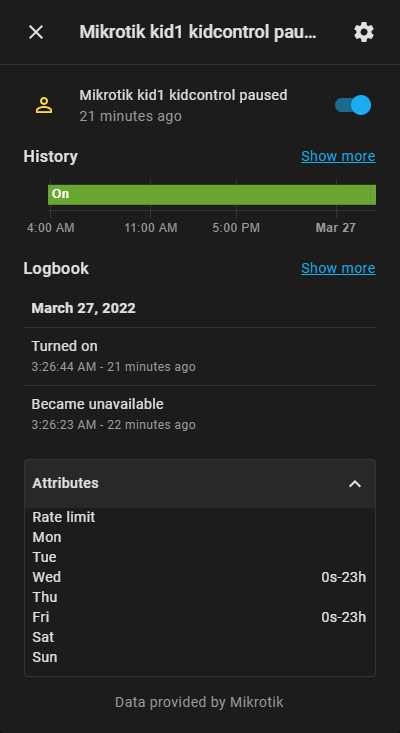 Mikrotik kid1 kidcontrol pau...
Mikrotik kid1 kidcontrol paused
21 minutes ago
History
Show more
On
4:00 AM 11:00 AM 5:00 PM Mar 27
Logbook
Show more
March 27, 2022
Turned on
3:26:44 AM - 21 minutes ago
Became unavailable
3:26:23 AM - 22 minutes ago
Attributes
Rate limit
Mon
Tue
Wed 0s-23h
Thu
Fri 0s-23h
Sat
Sun
Data provided by Mikrotik